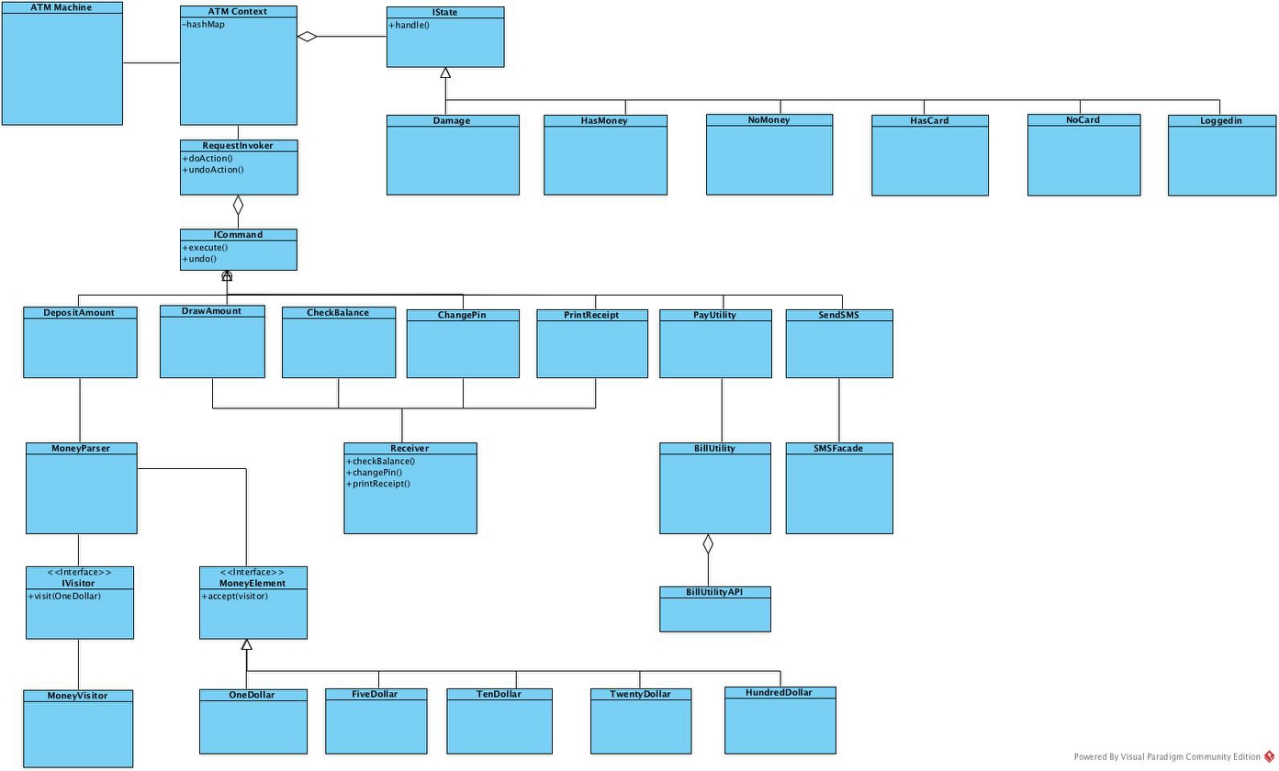 ATM Machine
ATM Context
-hashMap
IState
+handle()
Damage
HasMoney
NoMoney
HasCard
NoCard
Loggedin
RequestInvoker
+doAction()
+undoAction()
ICommand
+execute()
+undo()
DepositAmount
DrawAmount
CheckBalance
ChangePin
PrintReceipt
PayUtility
SendSMS
MoneyParser
Receiver
+checkBalance()
+changePin()
+printReceipt()
BillUtility
SMSFacade
<<Interface>>
IVisitor
+visit(OneDollar)
<<Interface>>
MoneyElement
+accept(visitor)
BillUtilityAPI
MoneyVisitor
OneDollar
FiveDollar
TenDollar
TwentyDollar
HundredDollar
Powered By Visual Paradigm Community Edition